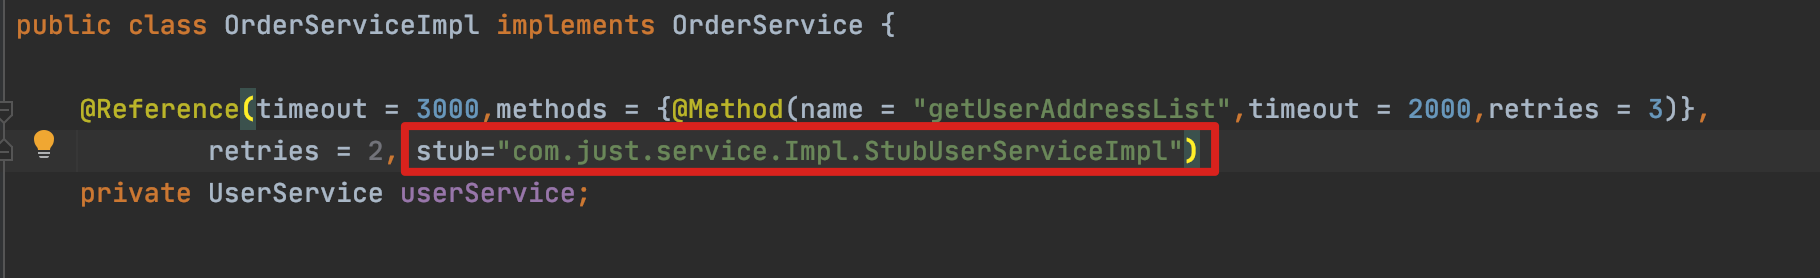 public class OrderServiceImpl implements OrderService {
@Reference(timeout = 3000,methods = {@Method(name = "getUserAddressList",timeout = 2000,retries = 3)},
retries = 2, stub="com.just.service.Impl.StubUserServiceImpl")
private UserService userService;